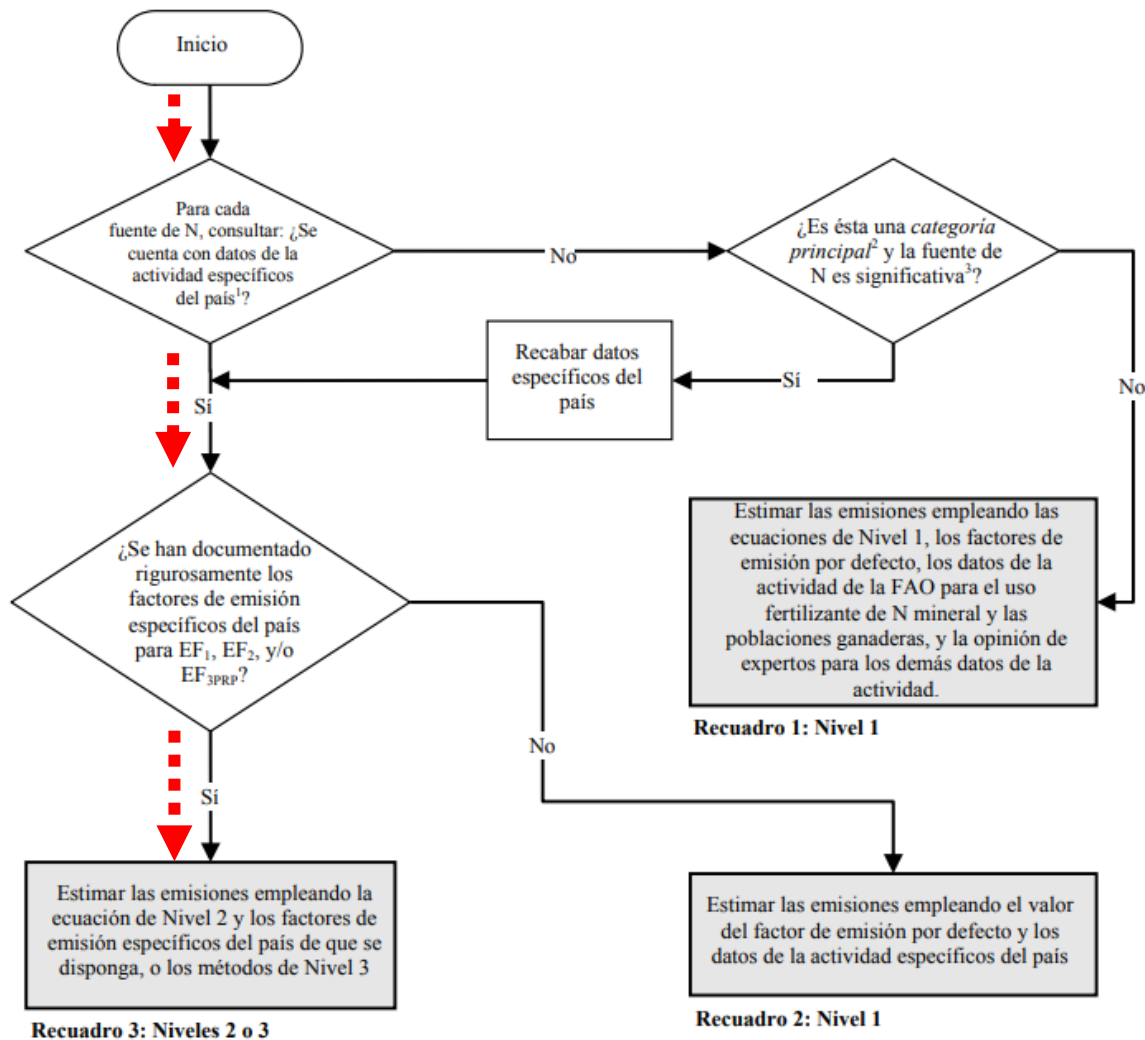 Inicio
Para cada
fuente de N, consultar: ¿Se
cuenta con datos de la
actividad específicos
del país¹?
No
¿Es ésta una categoría
principal² y la fuente de
N es significativa³?
Recabar datos
específicos del
país
Sí
No
Sí
¿Se han documentado
rigurosamente los
factores de emisión
específicos del país
para EF₁, EF₂, y/o
EF₃PRP?
Estimar las emisiones empleando las
ecuaciones de Nivel 1, los factores de
emisión por defecto, los datos de la
actividad de la FAO para el uso
fertilizante de N mineral y las
poblaciones ganaderas, y la opinión de
expertos para los demás datos de la
actividad.
Recuadro 1: Nivel 1
No
Sí
Estimar las emisiones empleando la
ecuación de Nivel 2 y los factores de
emisión específicos del país de que se
disponga, o los métodos de Nivel 3
Recuadro 3: Niveles 2 o 3
Estimar las emisiones empleando el valor
del factor de emisión por defecto y los
datos de la actividad específicos del país
Recuadro 2: Nivel 1